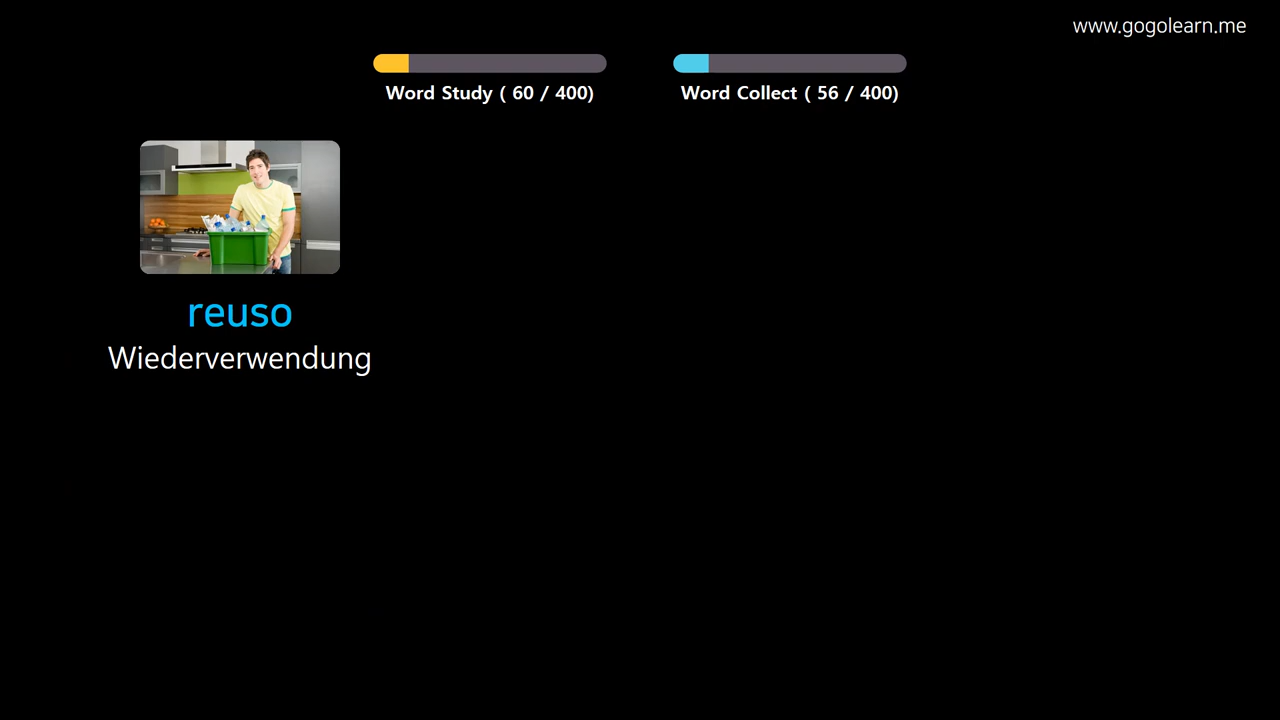 www.gogolearn.me
Word Study ( 60 / 400)
Word Collect ( 56 / 400)
reuso
Wiederverwendung